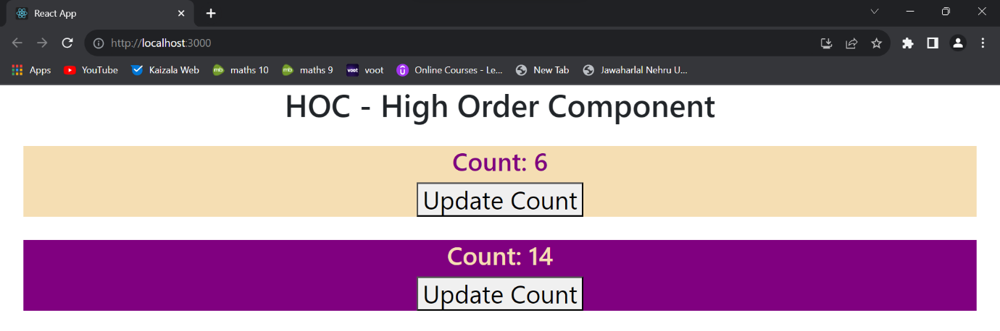 React App
http://localhost:3000
Apps YouTube Kaizala Web maths 10 maths 9 voot voot Online Courses - Le... New Tab Jawaharlal Nehru U...
HOC - High Order Component
Count: 6
Update Count
Count: 14
Update Count